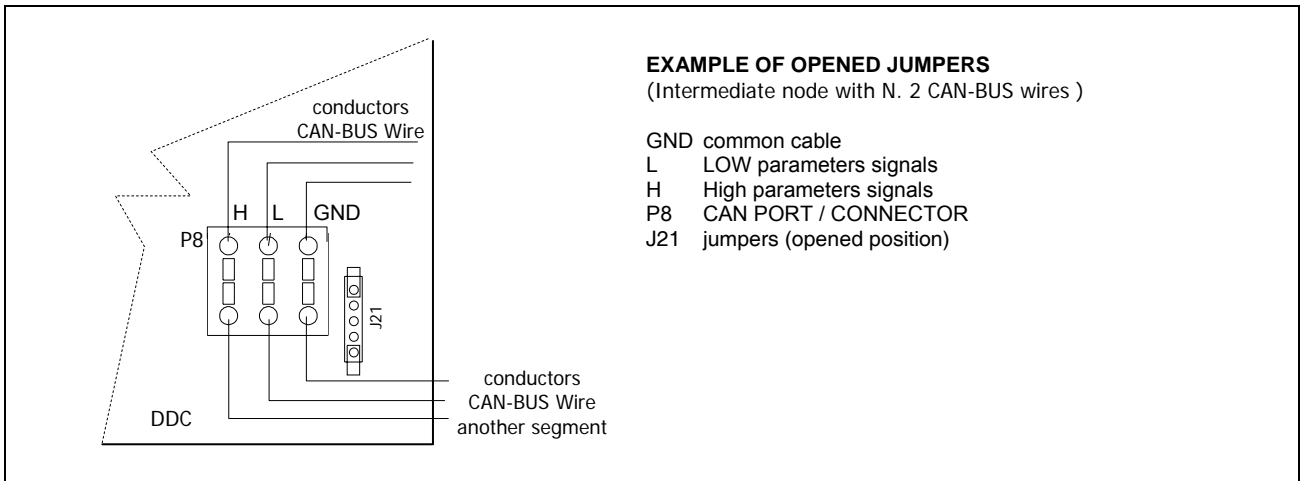 conductors
CAN-BUS Wire
H L GND
P8
J21
DDC
conductors
CAN-BUS Wire
another segment
EXAMPLE OF OPENED JUMPERS
(Intermediate node with N. 2 CAN-BUS wires )
GND common cable
L LOW parameters signals
H High parameters signals
P8 CAN PORT / CONNECTOR
J21 jumpers (opened position)